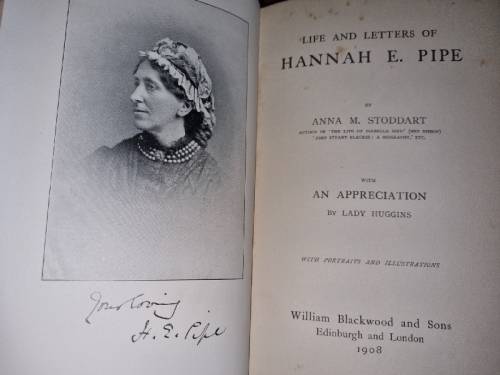 LIFE AND LETTERS OF
HANNAH E. PIPE
BY
ANNA M. STODDART
AUTHOR OF 'THE LIFE OF ISABELLA BIRD' (MRS BISHOP)
'JOHN STUART BLACKIE: A BIOGRAPHY,' ETC.
WITH
AN APPRECIATION
BY LADY HUGGINS
WITH PORTRAITS AND ILLUSTRATIONS
William Blackwood and Sons
Edinburgh and London
1908
Your loving
H. E. Pipe